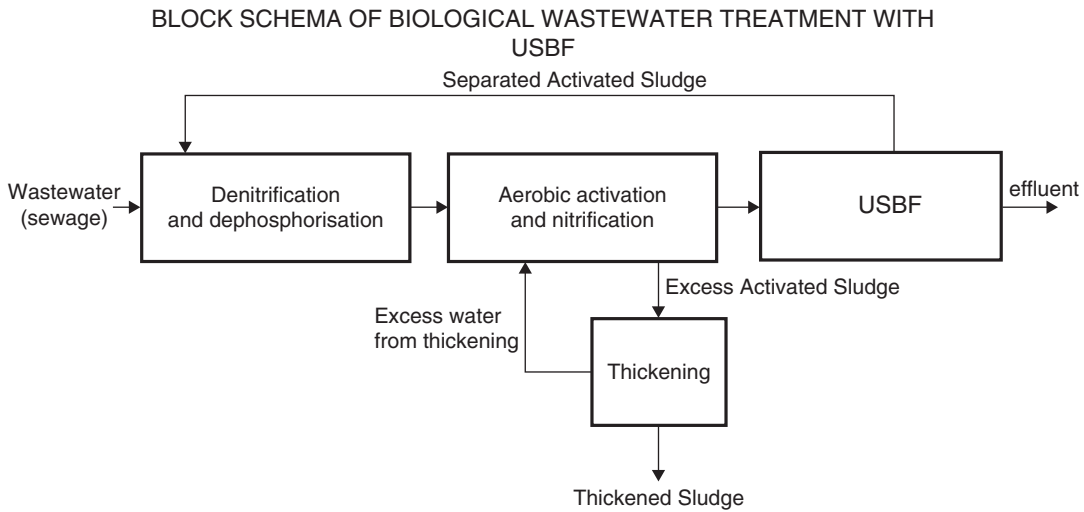 BLOCK SCHEMA OF BIOLOGICAL WASTEWATER TREATMENT WITH
USBF
Separated Activated Sludge
Wastewater
(sewage)
Denitrification
and dephosphorisation
Aerobic activation
and nitrification
USBF
effluent
Excess Activated Sludge
Excess water
from thickening
Thickening
Thickened Sludge